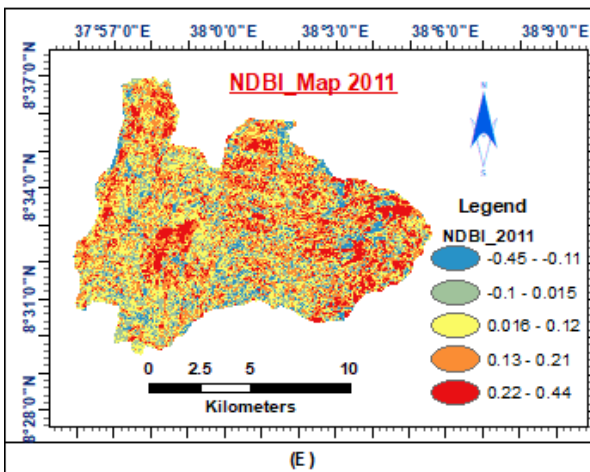 37°57'0"E 38°0'0"E 38°3'0"E 38°6'0"E 38°9'0"E
8°37'0"N
8°34'0"N
8°31'0"N
8°28'0"N
NDBI_Map 2011
N
S
Legend
NDBI_2011
-0.45 - -0.11
-0.1 - 0.015
0.016 - 0.12
0.13 - 0.21
0.22 - 0.44
0 2.5 5 10
Kilometers
(E)